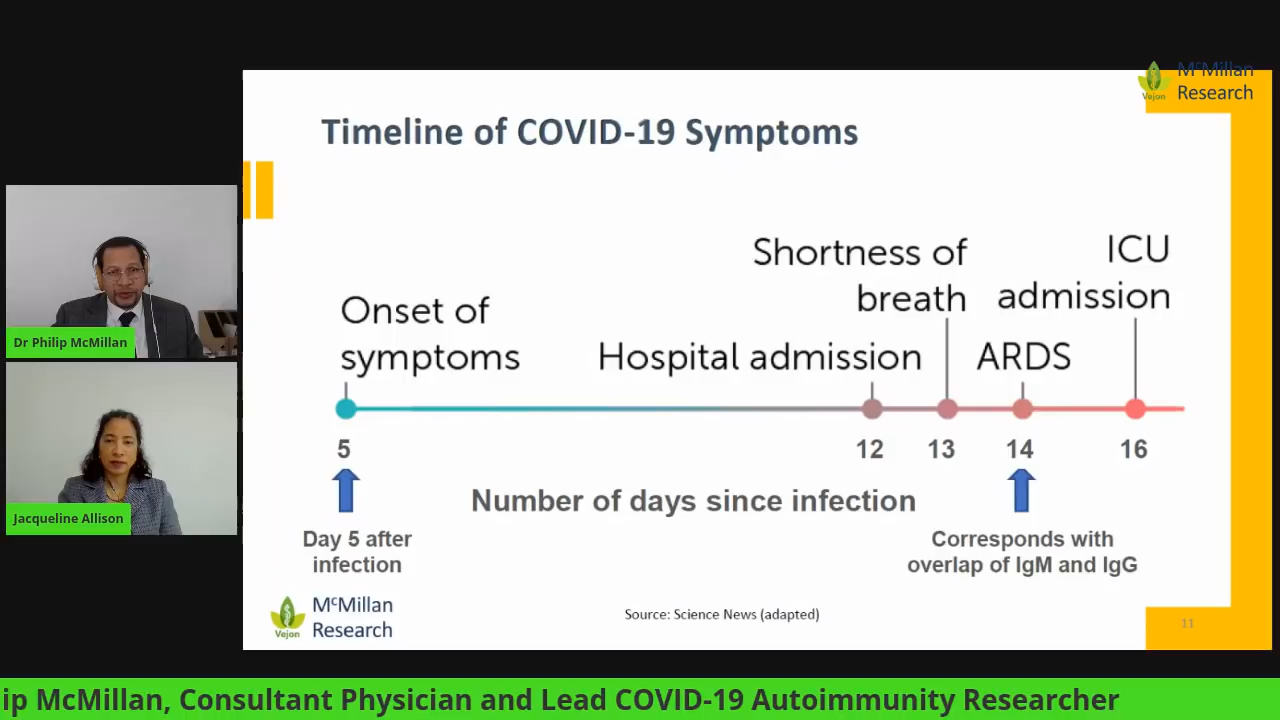 McMillan
Research
Vejon
Timeline of COVID-19 Symptoms
Shortness of
breath
ICU
admission
Onset of
symptoms
Hospital admission
ARDS
5
12
13
14
16
Number of days since infection
Day 5 after
infection
Corresponds with
overlap of IgM and IgG
McMillan
Research
Vejon
Source: Science News (adapted)
11
Dr Philip McMillan
Jacqueline Allison
ip McMillan, Consultant Physician and Lead COVID-19 Autoimmunity Researcher